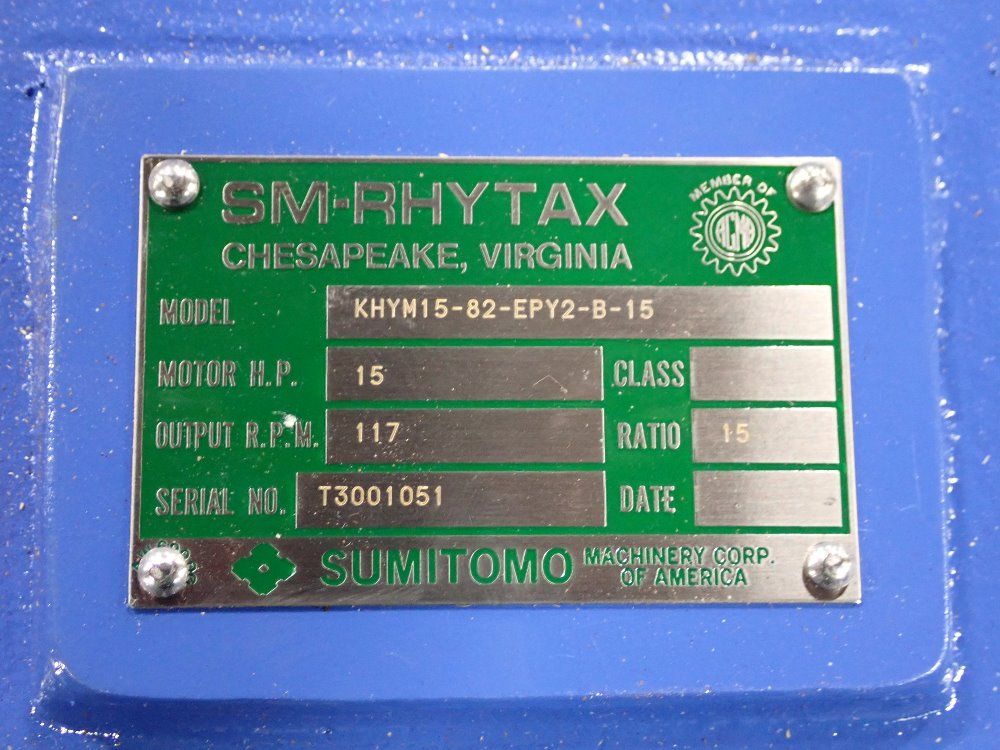 SM-RHYTAX
MEMBER OF
AGMA
CHESAPEAKE, VIRGINIA
MODEL KHYM15-82-EPY2-B-15
MOTOR H.P. 15 CLASS
OUTPUT R.P.M. 117 RATIO 15
SERIAL NO. T3001051 DATE
SUMITOMO MACHINERY CORP.
OF AMERICA